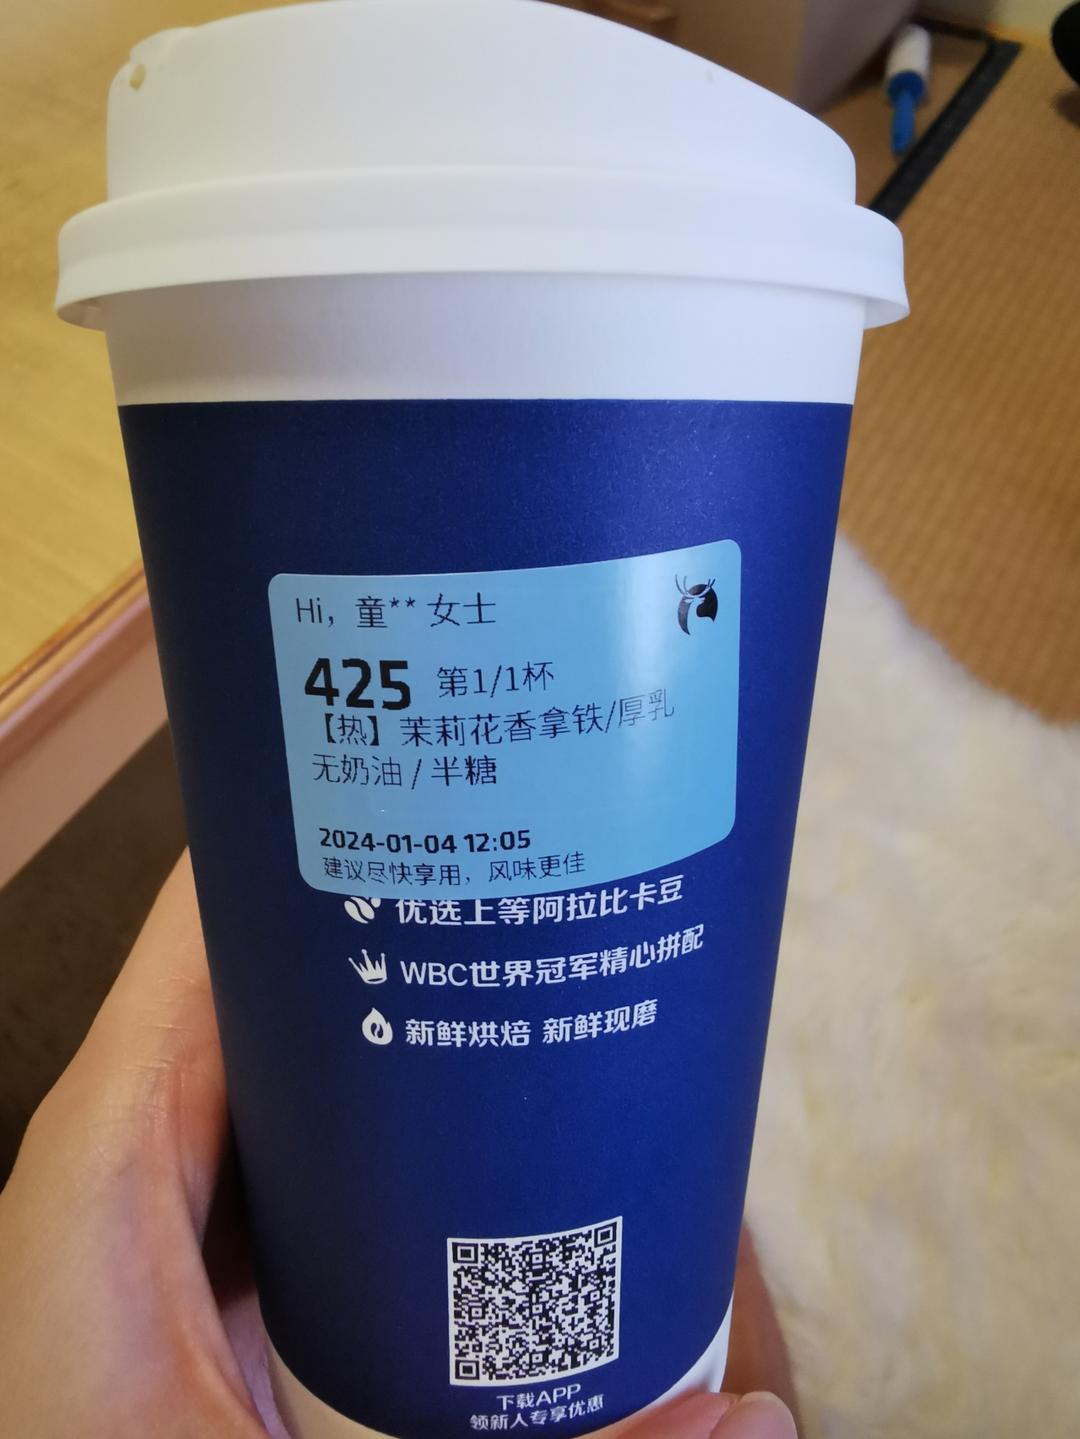 Hi，童** 女士
425 第1/1杯
【热】茉莉花香拿铁/厚乳
无奶油 / 半糖
2024-01-04 12:05
建议尽快享用，风味更佳
优选上等阿拉比卡豆
WBC世界冠军精心拼配
新鲜烘焙 新鲜现磨
下载APP
领新人专享优惠